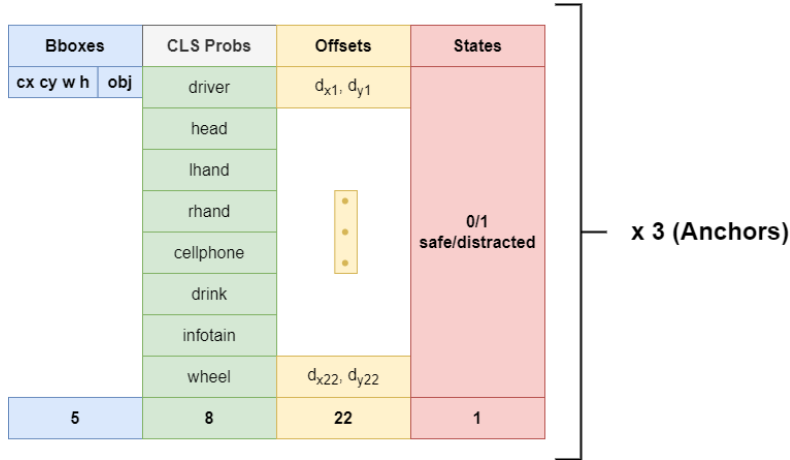 Bboxes CLS Probs Offsets States
cx cy w h obj driver dx1, dy1
head
lhand
rhand
0/1
safe/distracted
x 3 (Anchors)
cellphone
drink
infotain
wheel dx22, dy22
5 8 22 1